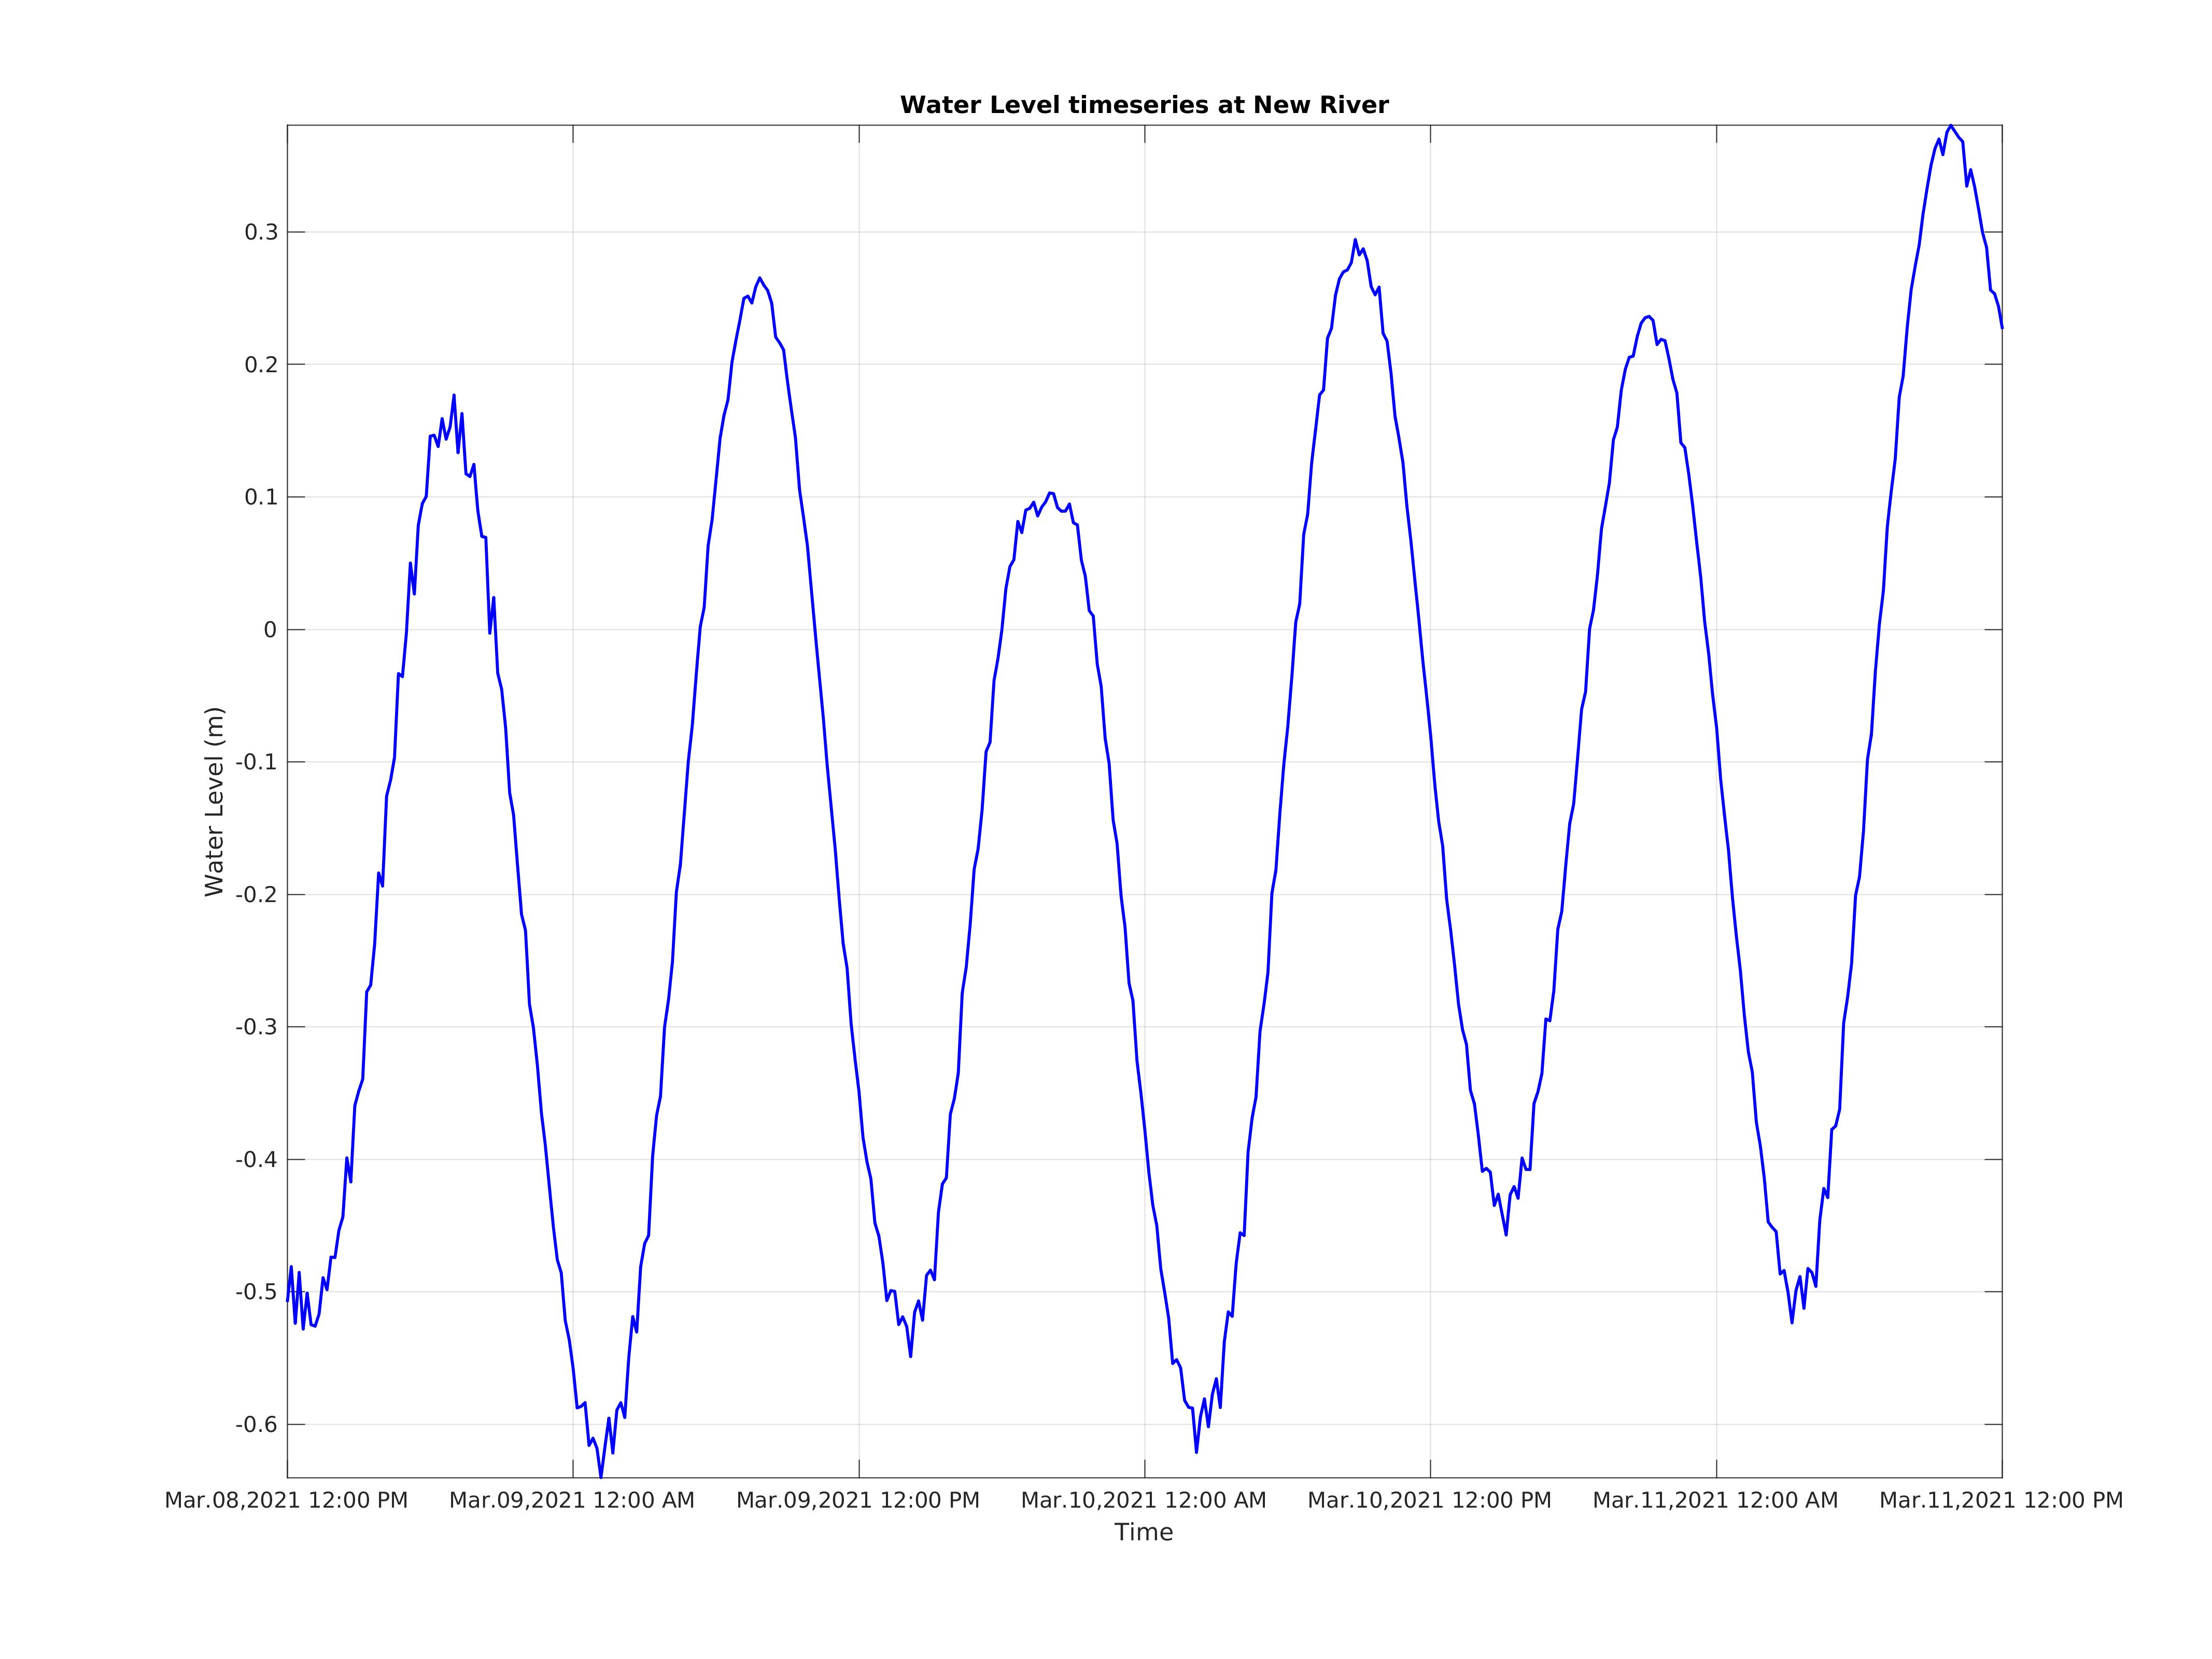 Water Level timeseries at New River
Water Level (m)
0.3
0.2
0.1
0
-0.1
-0.2
-0.3
-0.4
-0.5
-0.6
Mar.08,2021 12:00 PM Mar.09,2021 12:00 AM Mar.09,2021 12:00 PM Mar.10,2021 12:00 AM Mar.10,2021 12:00 PM Mar.11,2021 12:00 AM Mar.11,2021 12:00 PM
Time